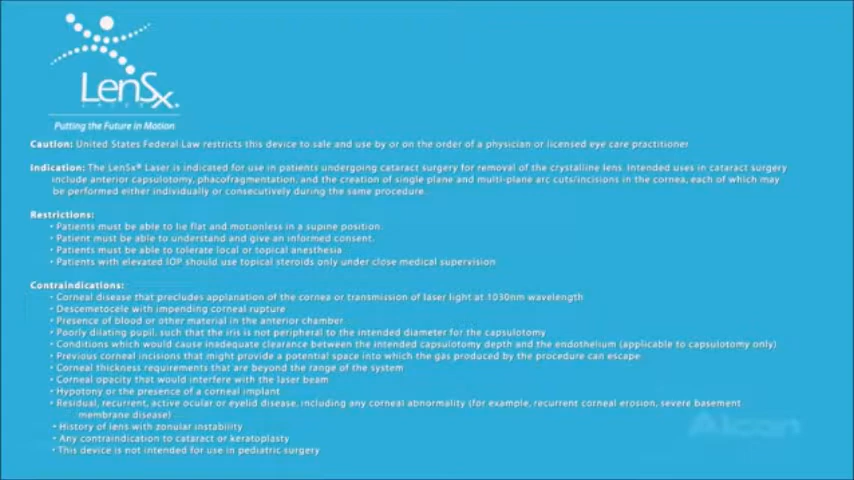 LenSx®
LASERS
Putting the Future in Motion
Caution: United States Federal Law restricts this device to sale and use by or on the order of a physician or licensed eye care practitioner
Indication: The LenSx® Laser is indicated for use in patients undergoing cataract surgery for removal of the crystalline lens. Intended uses in cataract surgery
include anterior capsulotomy, phacofragmentation, and the creation of single plane and multi-plane arc cuts/incisions in the cornea, each of which may
be performed either individually or consecutively during the same procedure.
Restrictions:
• Patients must be able to lie flat and motionless in a supine position.
• Patient must be able to understand and give an informed consent.
• Patients must be able to tolerate local or topical anesthesia
• Patients with elevated IOP should use topical steroids only under close medical supervision
Contraindications:
• Corneal disease that precludes applanation of the cornea or transmission of laser light at 1030nm wavelength
• Descemetocele with impending corneal rupture
• Presence of blood or other material in the anterior chamber
• Poorly dilating pupil, such that the iris is not peripheral to the intended diameter for the capsulotomy
• Conditions which would cause inadequate clearance between the intended capsulotomy depth and the endothelium (applicable to capsulotomy only)
• Previous corneal incisions that might provide a potential space into which the gas produced by the procedure can escape
• Corneal thickness requirements that are beyond the range of the system
• Corneal opacity that would interfere with the laser beam
• Hypotony or the presence of a corneal implant
• Residual, recurrent, active ocular or eyelid disease, including any corneal abnormality (for example, recurrent corneal erosion, severe basement
membrane disease)
• History of lens with zonular instability
• Any contraindication to cataract or keratoplasty
• This device is not intended for use in pediatric surgery
Alcon